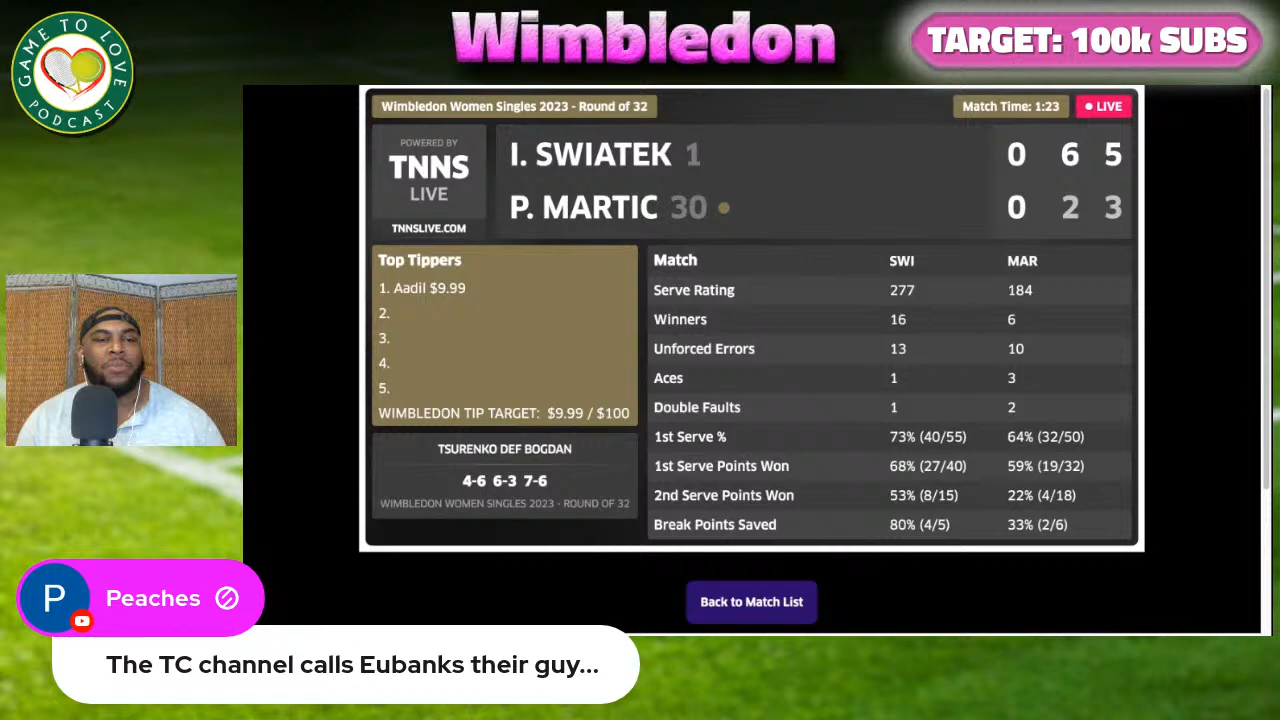 GAME TO LOVE
PODCAST
Wimbledon
TARGET: 100k SUBS
Wimbledon Women Singles 2023 - Round of 32
Match Time: 1:23
LIVE
POWERED BY
TNNS
LIVE
TNNSLIVE.COM
I. SWIATEK 1 0 6 5
P. MARTIC 30 0 2 3
Top Tippers
1. Aadil $9.99
2.
3.
4.
5.
WIMBLEDON TIP TARGET: $9.99 / $100
TSURENKO DEF BOGDAN
4-6 6-3 7-6
WIMBLEDON WOMEN SINGLES 2023 - ROUND OF 32
Match SWI MAR
Serve Rating 277 184
Winners 16 6
Unforced Errors 13 10
Aces 1 3
Double Faults 1 2
1st Serve % 73% (40/55) 64% (32/50)
1st Serve Points Won 68% (27/40) 59% (19/32)
2nd Serve Points Won 53% (8/15) 22% (4/18)
Break Points Saved 80% (4/5) 33% (2/6)
Back to Match List
P
Peaches
The TC channel calls Eubanks their guy...